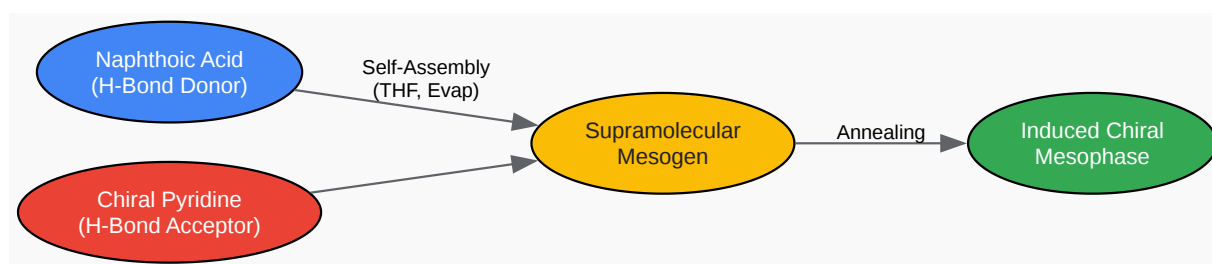 Naphthoic Acid
(H-Bond Donor)
Self-Assembly
(THF, Evap)
Chiral Pyridine
(H-Bond Acceptor)
Supramolecular
Mesogen
Annealing
Induced Chiral
Mesophase